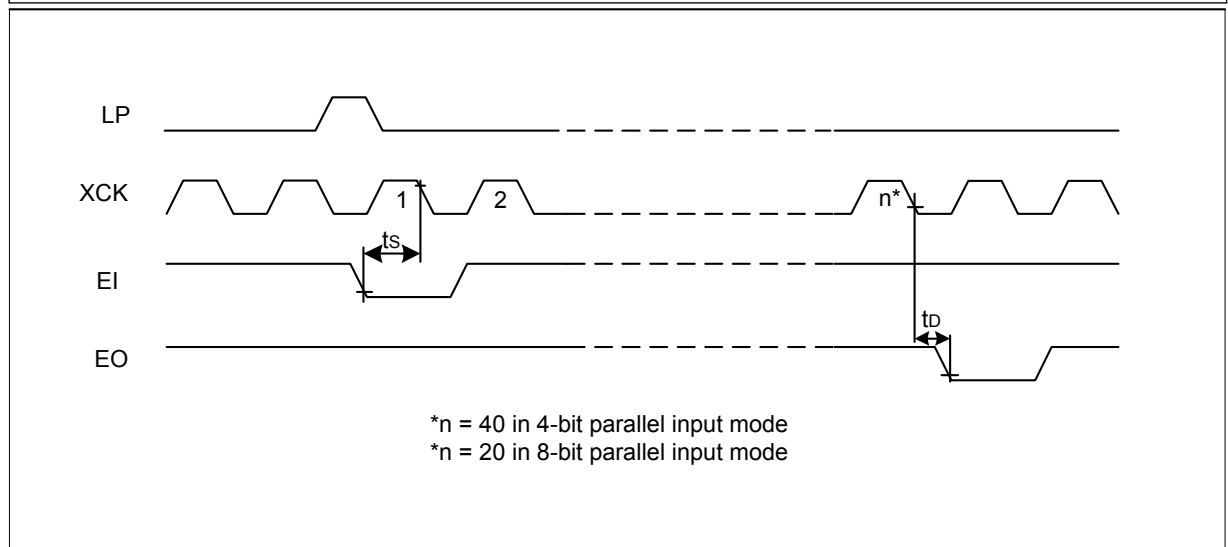 LP
XCK
1
2
n*
ts
EI
tD
EO
*n = 40 in 4-bit parallel input mode
*n = 20 in 8-bit parallel input mode